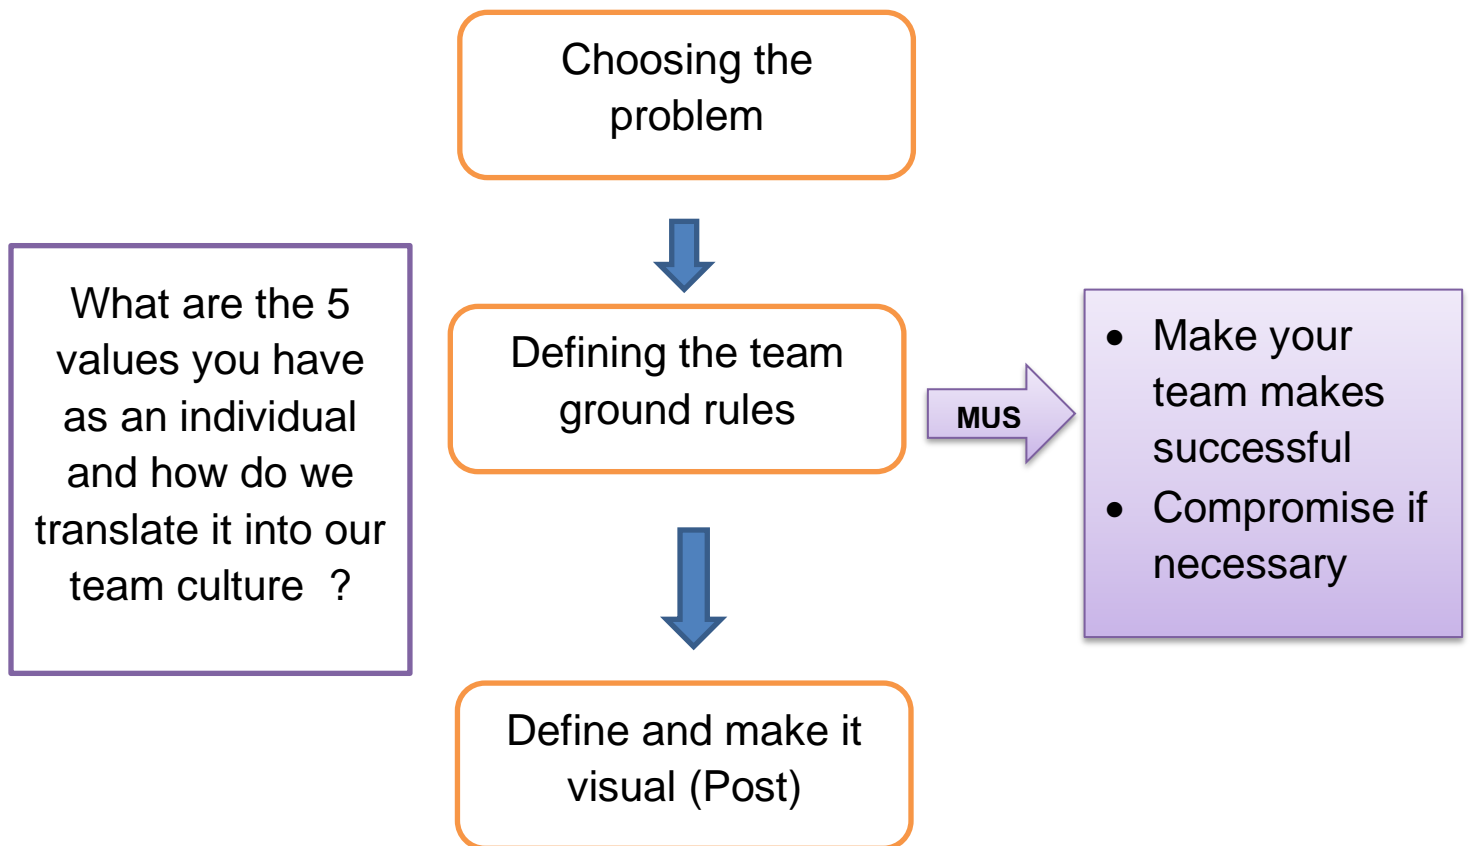 Choosing the
problem
What are the 5
values you have
as an individual
and how do we
translate it into our
team culture ?
Defining the team
ground rules
MUS
• Make your
team makes
successful
• Compromise if
necessary
Define and make it
visual (Post)